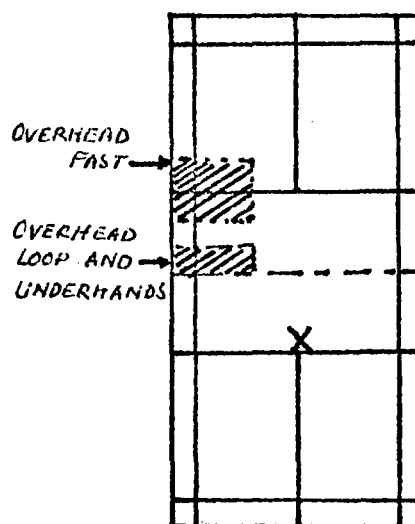 OVERHEAD
FAST
OVERHEAD
LOOP AND
UNDERHANDS
X